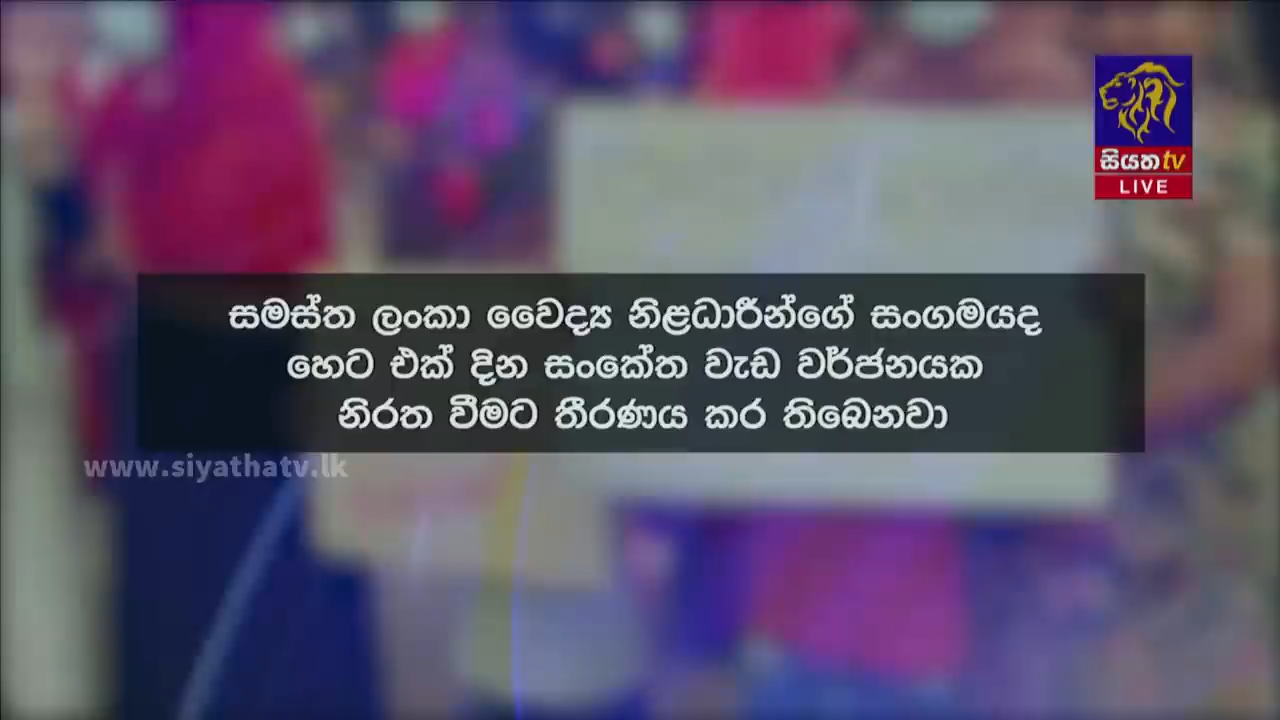 සියත tv
LIVE
සමස්ත ලංකා වෛද්‍ය නිළධාරීන්ගේ සංගමයද
හෙට එක් දින සංකේත වැඩ වර්ජනයක
නිරත වීමට තීරණය කර තිබෙනවා
www.siyathatv.lk